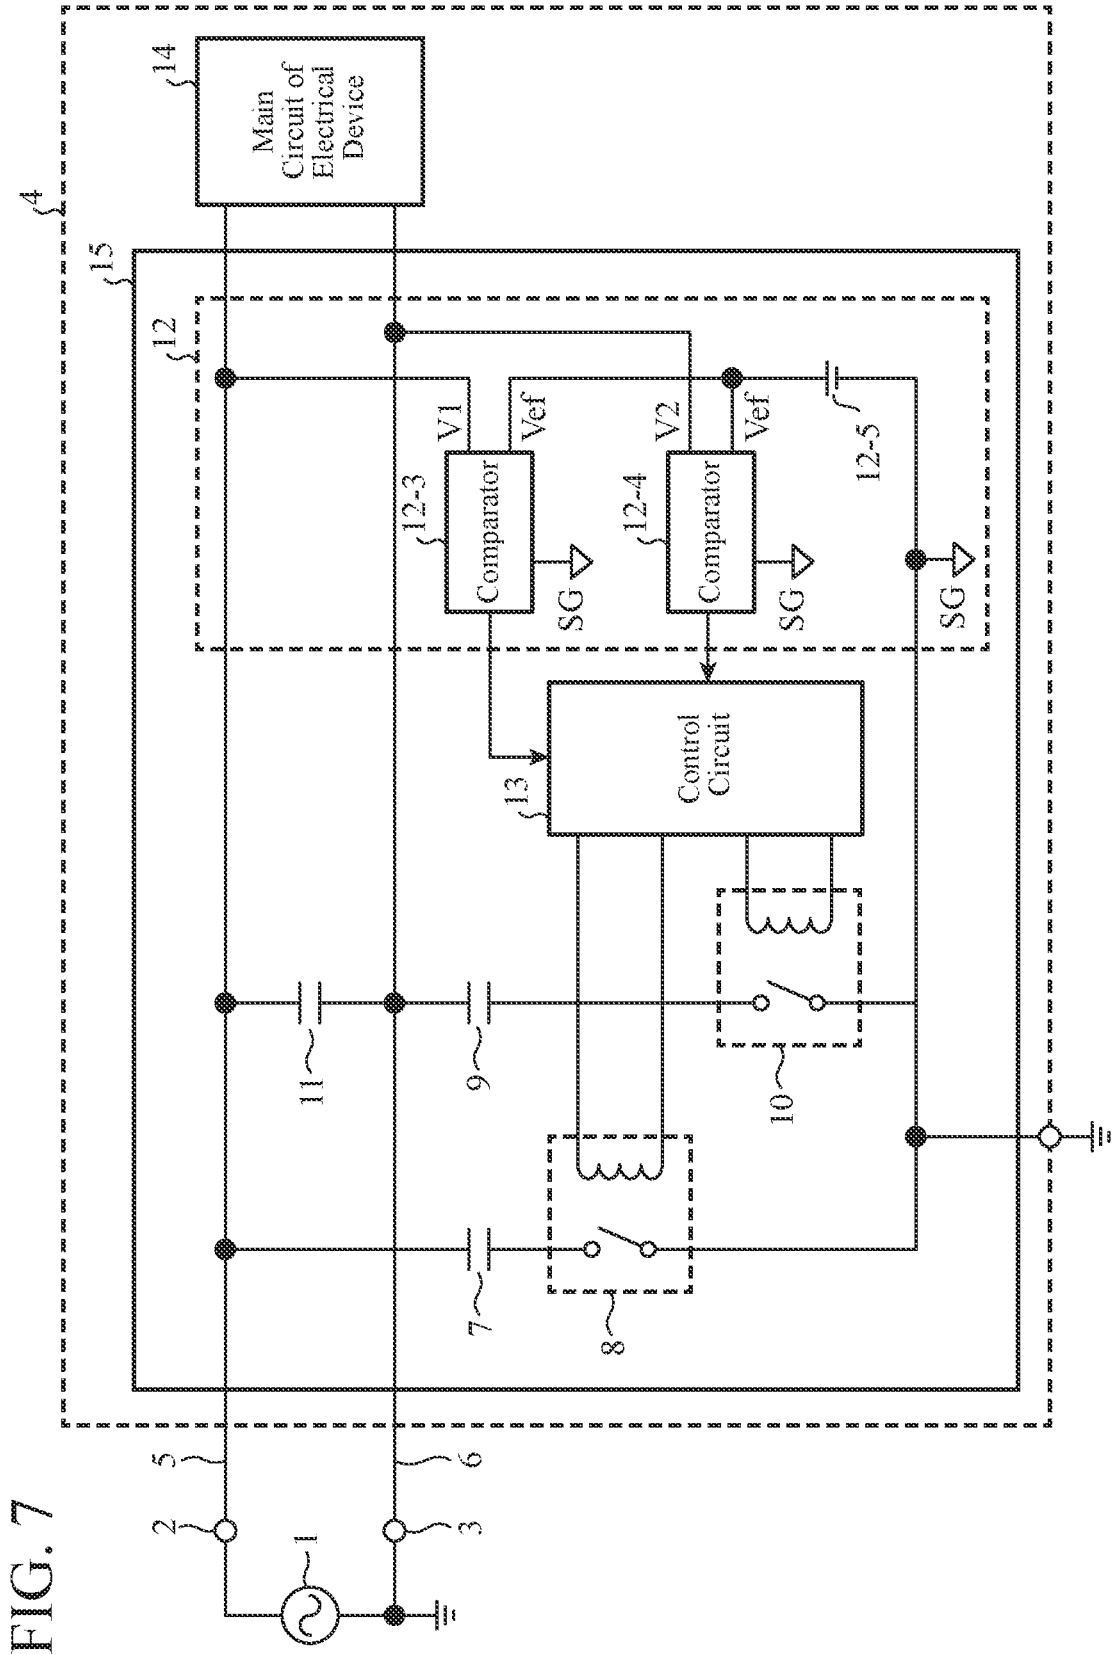 FIG. 7
4
15
12
14
Main
Circuit of
Electrical
Device
5
2
1
6
3
11
9
7
8
10
13
Control
Circuit
12-3
Comparator
V1
Vef
SG
12-4
Comparator
V2
Vef
SG
12-5
SG